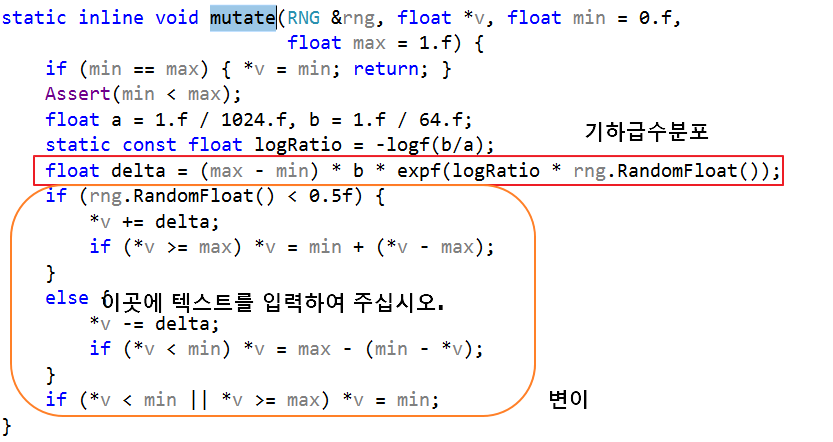 static inline void mutate(RNG &rng, float *v, float min = 0.f,
float max = 1.f) {
if (min == max) { *v = min; return; }
Assert(min < max);
float a = 1.f / 1024.f, b = 1.f / 64.f;
기하급수분포
static const float logRatio = -logf(b/a);
float delta = (max - min) * b * expf(logRatio * rng.RandomFloat());
if (rng.RandomFloat() < 0.5f) {
*v += delta;
if (*v >= max) *v = min + (*v - max);
}
else {
이곳에 텍스트를 입력하여 주십시오.
*v -= delta;
if (*v < min) *v = max - (min - *v);
}
if (*v < min || *v >= max) *v = min;
변이
}